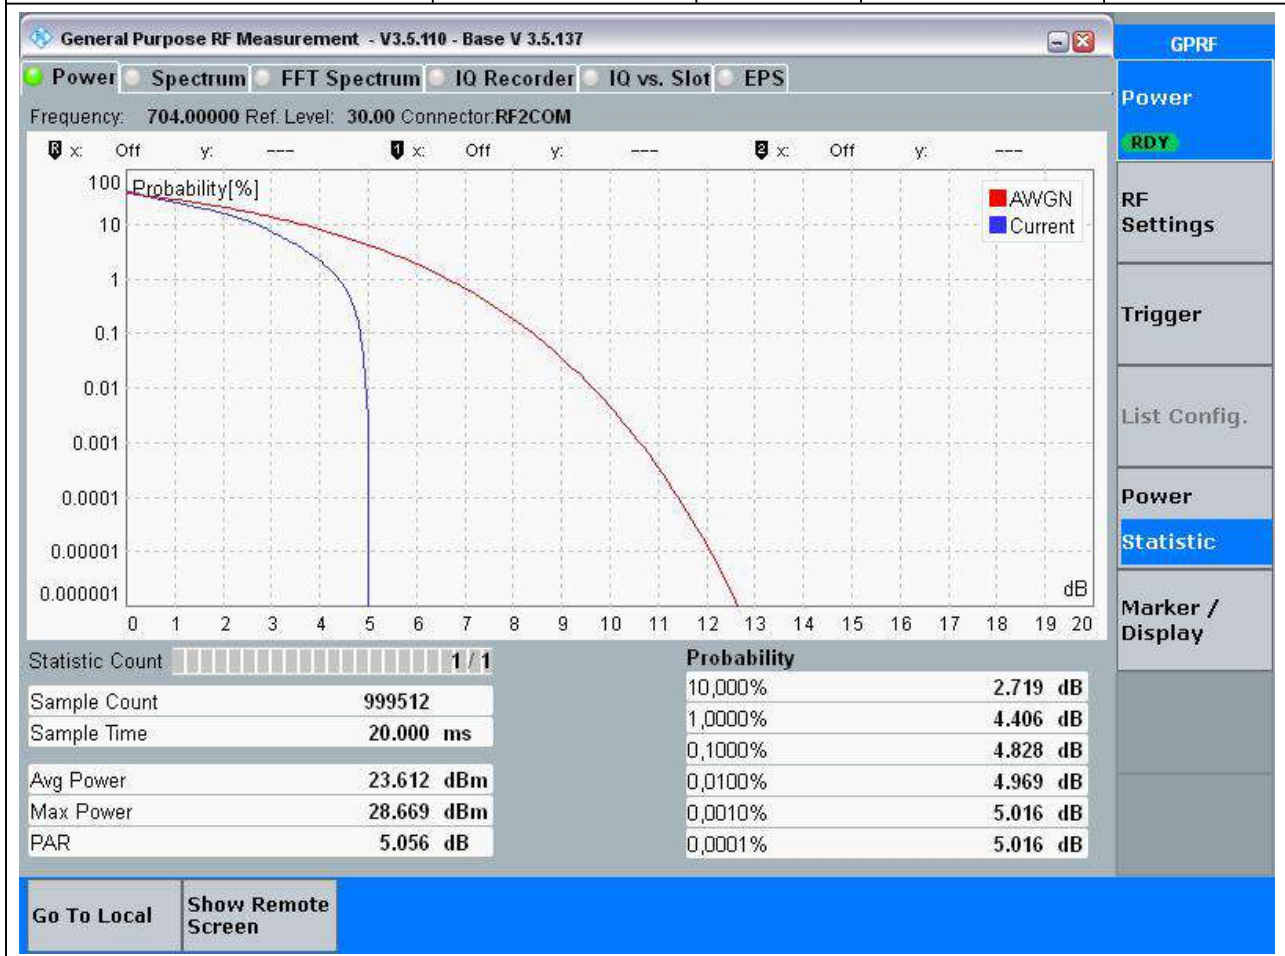 General Purpose RF Measurement - V3.5.110 - Base V 3.5.137
GPRF
Power Spectrum FFT Spectrum IQ Recorder IQ vs. Slot EPS
Frequency: 704.00000 Ref. Level: 30.00 Connector:RF2COM
R x: Off y: --- 1 x: Off y: --- 2 x: Off y: ---
Probability[%]
AWGN
Current
100
10
1
0.1
0.01
0.001
0.0001
0.00001
0.000001
dB
0 1 2 3 4 5 6 7 8 9 10 11 12 13 14 15 16 17 18 19 20
Statistic Count 1 / 1
Sample Count 999512
Sample Time 20.000 ms
Avg Power 23.612 dBm
Max Power 28.669 dBm
PAR 5.056 dB
Probability
10,000% 2.719 dB
1,0000% 4.406 dB
0,1000% 4.828 dB
0,0100% 4.969 dB
0,0010% 5.016 dB
0,0001% 5.016 dB
Power
RDY
RF
Settings
Trigger
List Config.
Power
Statistic
Marker /
Display
Go To Local
Show Remote
Screen